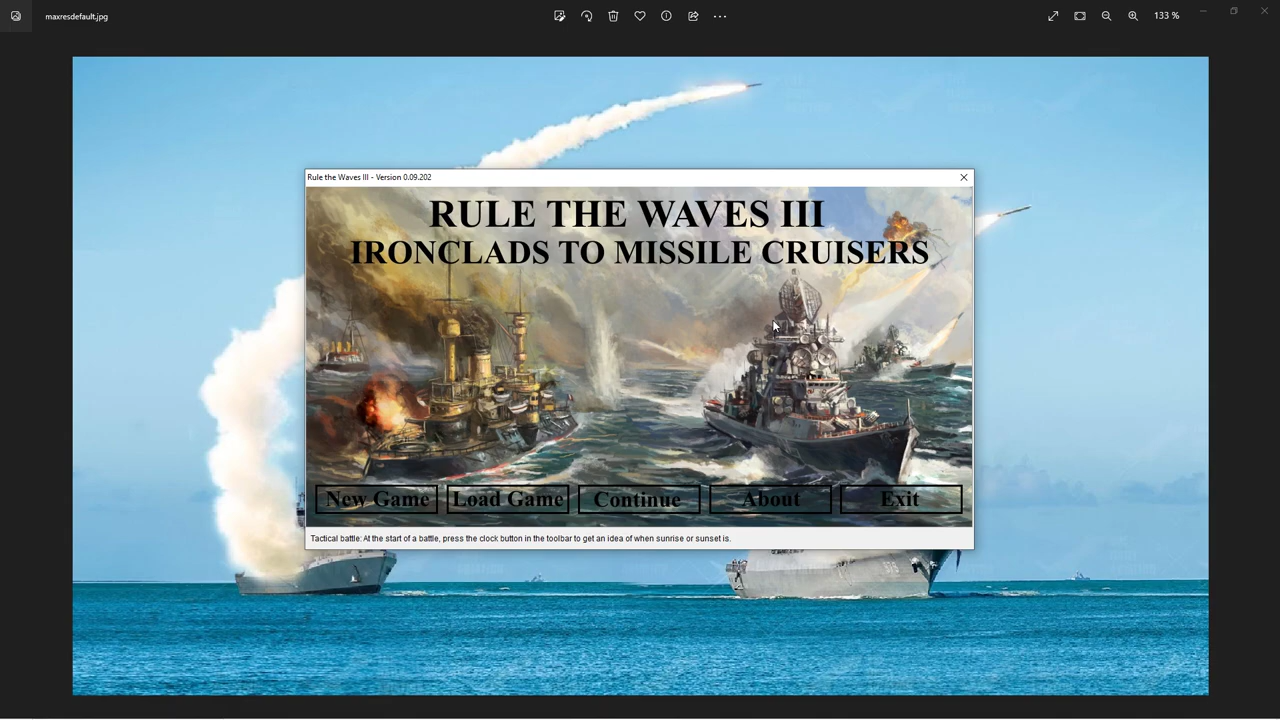 maxresdefault.jpg
133 %
Rule the Waves III - Version 0.09.202
RULE THE WAVES III
IRONCLADS TO MISSILE CRUISERS
New Game
Load Game
Continue
About
Exit
Tactical battle: At the start of a battle, press the clock button in the toolbar to get an idea of when sunrise or sunset is.